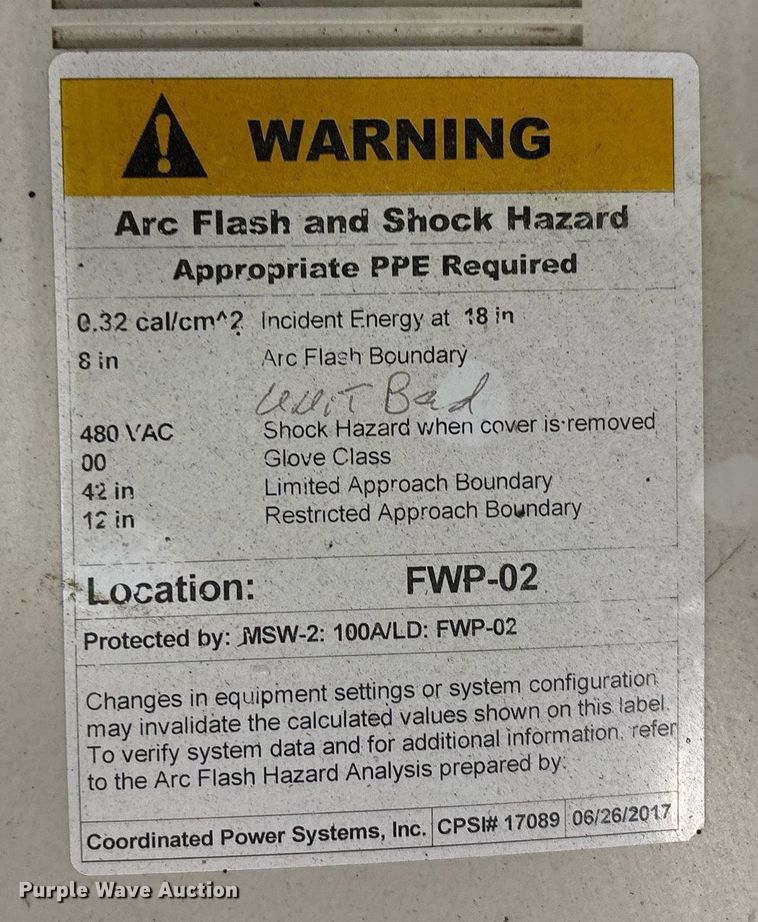 WARNING
Arc Flash and Shock Hazard
Appropriate PPE Required
0.32 cal/cm^2 Incident Energy at 18 in
8 in Arc Flash Boundary
Unit Bad
480 VAC Shock Hazard when cover is removed
00 Glove Class
42 in Limited Approach Boundary
12 in Restricted Approach Boundary
Location: FWP-02
Protected by: MSW-2: 100A/LD: FWP-02
Changes in equipment settings or system configuration
may invalidate the calculated values shown on this label.
To verify system data and for additional information, refer
to the Arc Flash Hazard Analysis prepared by:
Coordinated Power Systems, Inc. CPSI# 17089 06/26/2017
Purple Wave Auction